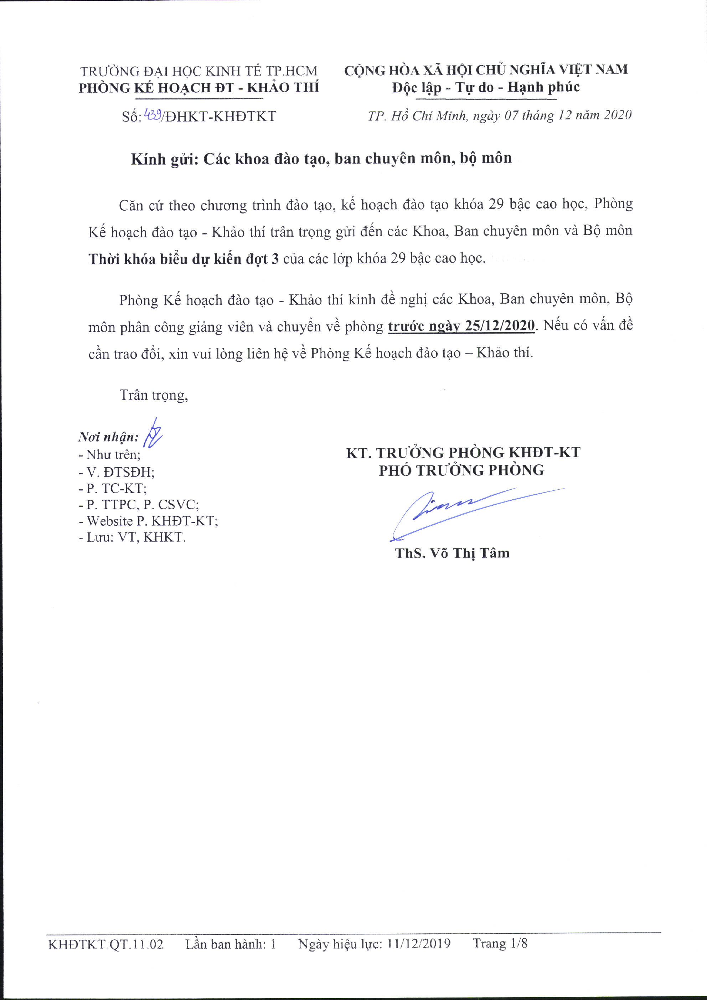 TRƯỜNG ĐẠI HỌC KINH TẾ TP.HCM
PHÒNG KẾ HOẠCH ĐT - KHẢO THÍ
Số: 439/ĐHKT-KHĐTKT
CỘNG HÒA XÃ HỘI CHỦ NGHĨA VIỆT NAM
Độc lập - Tự do - Hạnh phúc
TP. Hồ Chí Minh, ngày 07 tháng 12 năm 2020
Kính gửi: Các khoa đào tạo, ban chuyên môn, bộ môn
Căn cứ theo chương trình đào tạo, kế hoạch đào tạo khóa 29 bậc cao học, Phòng
Kế hoạch đào tạo - Khảo thí trân trọng gửi đến các Khoa, Ban chuyên môn và Bộ môn
Thời khóa biểu dự kiến đợt 3 của các lớp khóa 29 bậc cao học.
Phòng Kế hoạch đào tạo - Khảo thí kính đề nghị các Khoa, Ban chuyên môn, Bộ
môn phân công giảng viên và chuyển về phòng trước ngày 25/12/2020. Nếu có vấn đề
cần trao đổi, xin vui lòng liên hệ về Phòng Kế hoạch đào tạo – Khảo thí.
Trân trọng,
Nơi nhận:
- Như trên;
- V. ĐTSĐH;
- P. TC-KT;
- P. TTPC, P. CSVC;
- Website P. KHĐT-KT;
- Lưu: VT, KHKT.
KT. TRƯỞNG PHÒNG KHĐT-KT
PHÓ TRƯỞNG PHÒNG
ThS. Võ Thị Tâm
KHĐTKT.QT.11.02 Lần ban hành: 1 Ngày hiệu lực: 11/12/2019 Trang 1/8